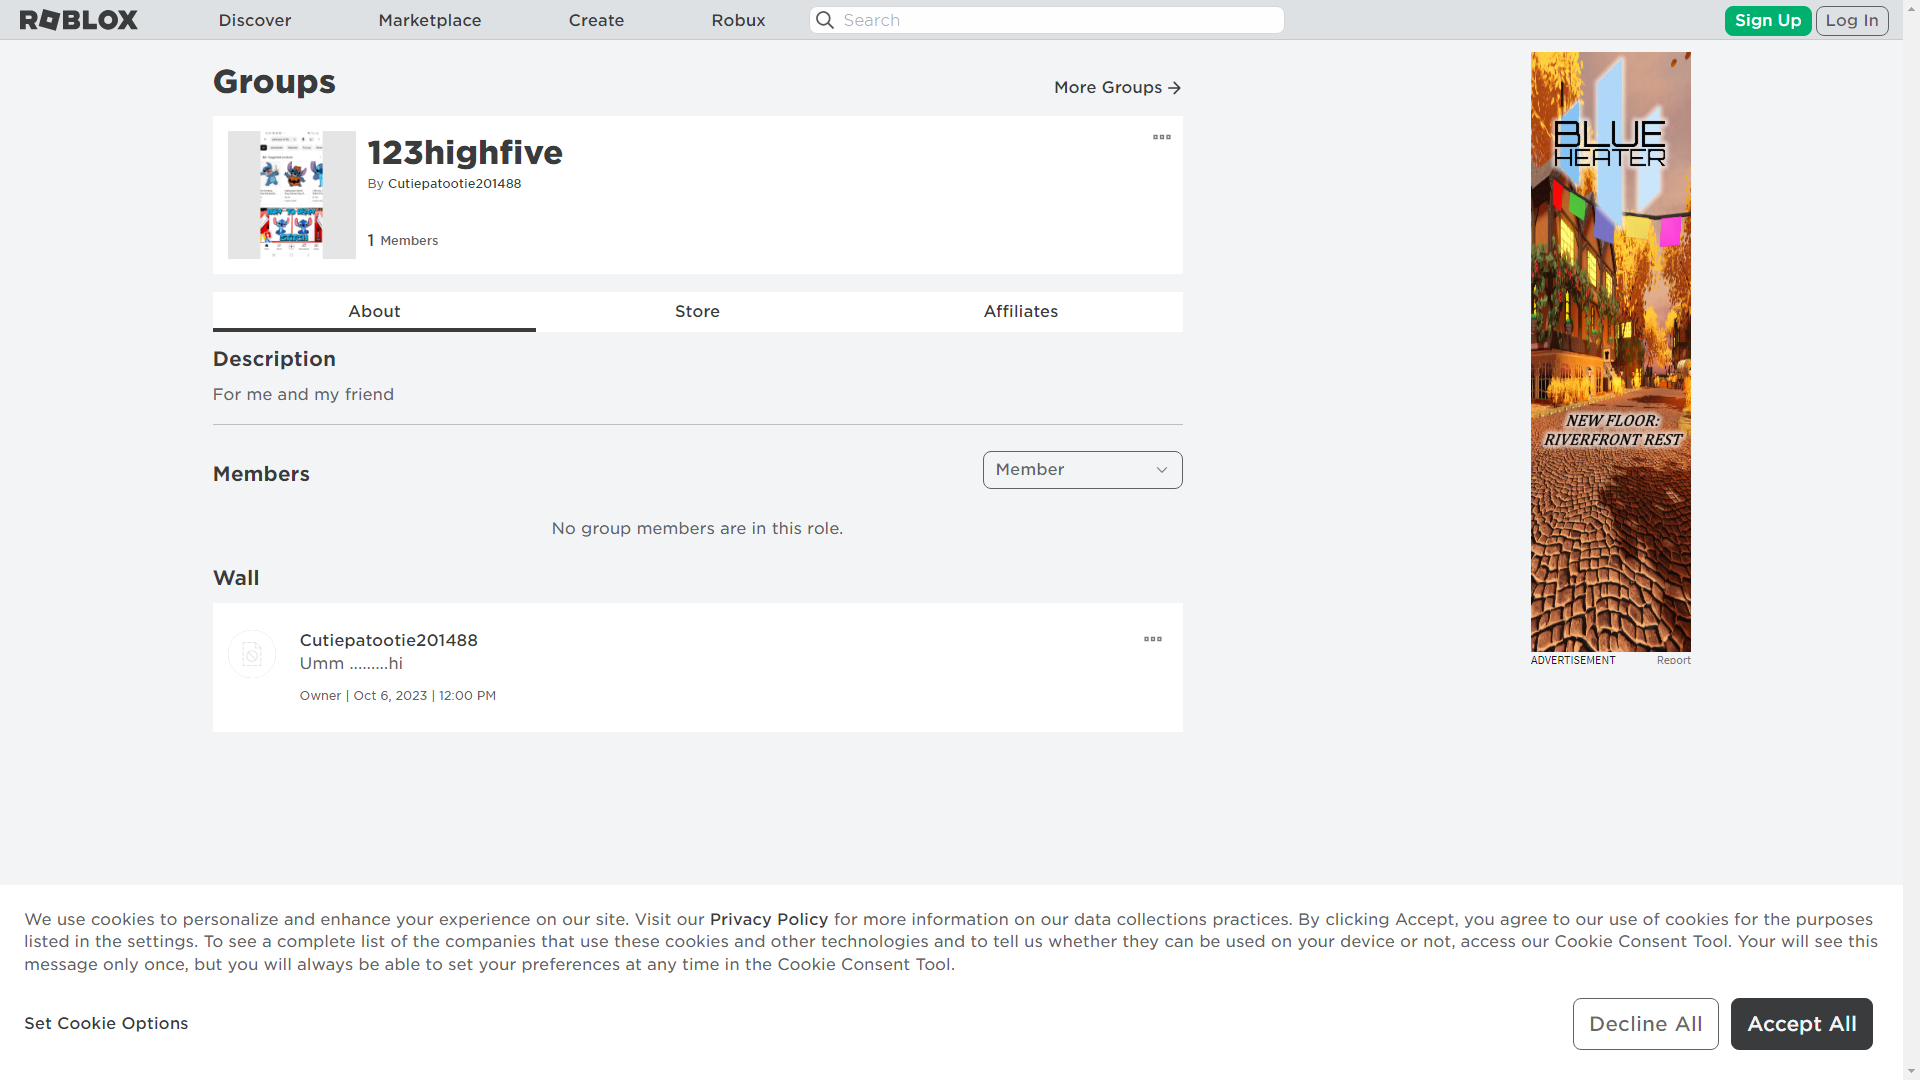 ROBLOX
Discover
Marketplace
Create
Robux
Search
Sign Up
Log In
Groups
More Groups
123highfive
By Cutiepatootie201488
1 Members
About
Store
Affiliates
Description
For me and my friend
Members
Member
No group members are in this role.
Wall
Cutiepatootie201488
Umm .........hi
Owner | Oct 6, 2023 | 12:00 PM
BLUE
HEATER
NEW FLOOR:
RIVERFRONT REST
ADVERTISEMENT
Report
We use cookies to personalize and enhance your experience on our site. Visit our Privacy Policy for more information on our data collections practices. By clicking Accept, you agree to our use of cookies for the purposes
listed in the settings. To see a complete list of the companies that use these cookies and other technologies and to tell us whether they can be used on your device or not, access our Cookie Consent Tool. Your will see this
message only once, but you will always be able to set your preferences at any time in the Cookie Consent Tool.
Set Cookie Options
Decline All
Accept All